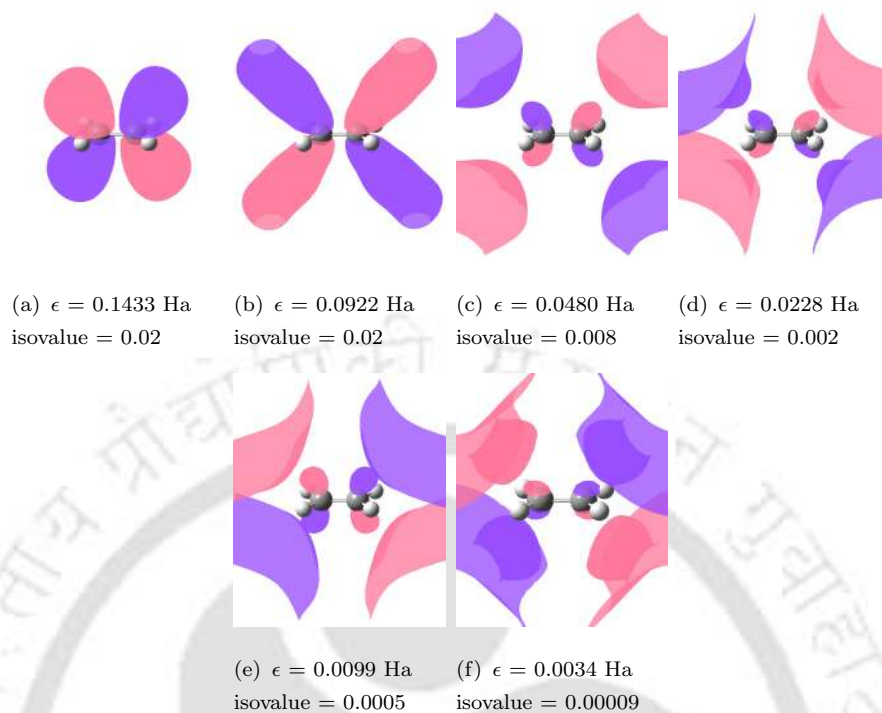 (a) ϵ = 0.1433 Ha
isovalue = 0.02
(b) ϵ = 0.0922 Ha
isovalue = 0.02
(c) ϵ = 0.0480 Ha
isovalue = 0.008
(d) ϵ = 0.0228 Ha
isovalue = 0.002
(e) ϵ = 0.0099 Ha
isovalue = 0.0005
(f) ϵ = 0.0034 Ha
isovalue = 0.00009